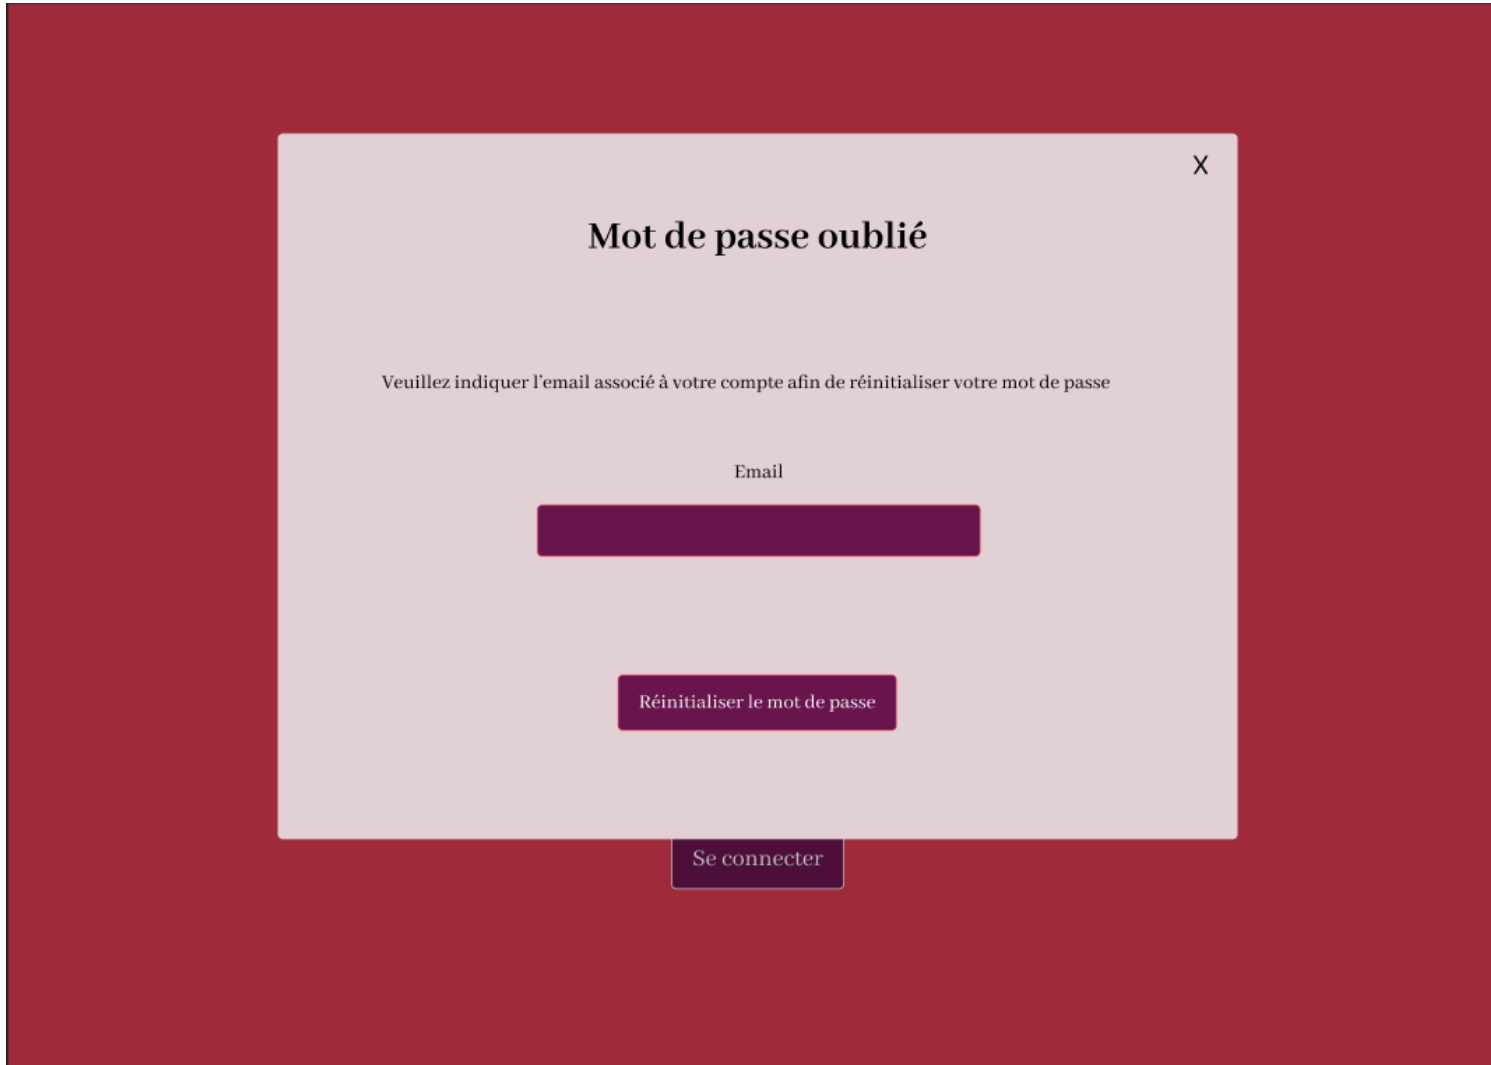 X
Mot de passe oublié
Veuillez indiquer l'email associé à votre compte afin de réinitialiser votre mot de passe
Email
Réinitialiser le mot de passe
Se connecter